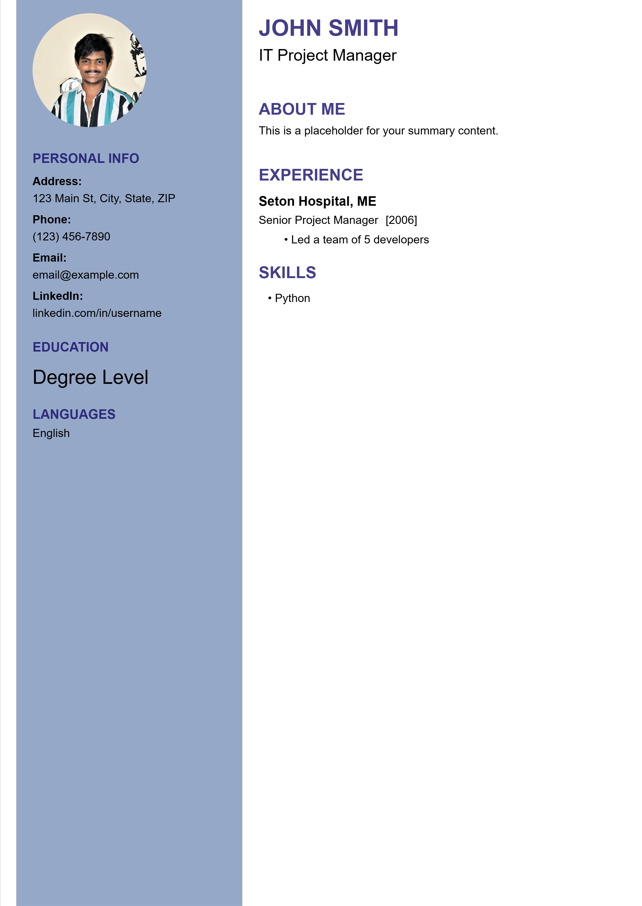 JOHN SMITH
IT Project Manager
PERSONAL INFO
Address:
123 Main St, City, State, ZIP
Phone:
(123) 456-7890
Email:
email@example.com
LinkedIn:
linkedin.com/in/username
EDUCATION
Degree Level
LANGUAGES
English
ABOUT ME
This is a placeholder for your summary content.
EXPERIENCE
Seton Hospital, ME
Senior Project Manager [2006]
• Led a team of 5 developers
SKILLS
• Python